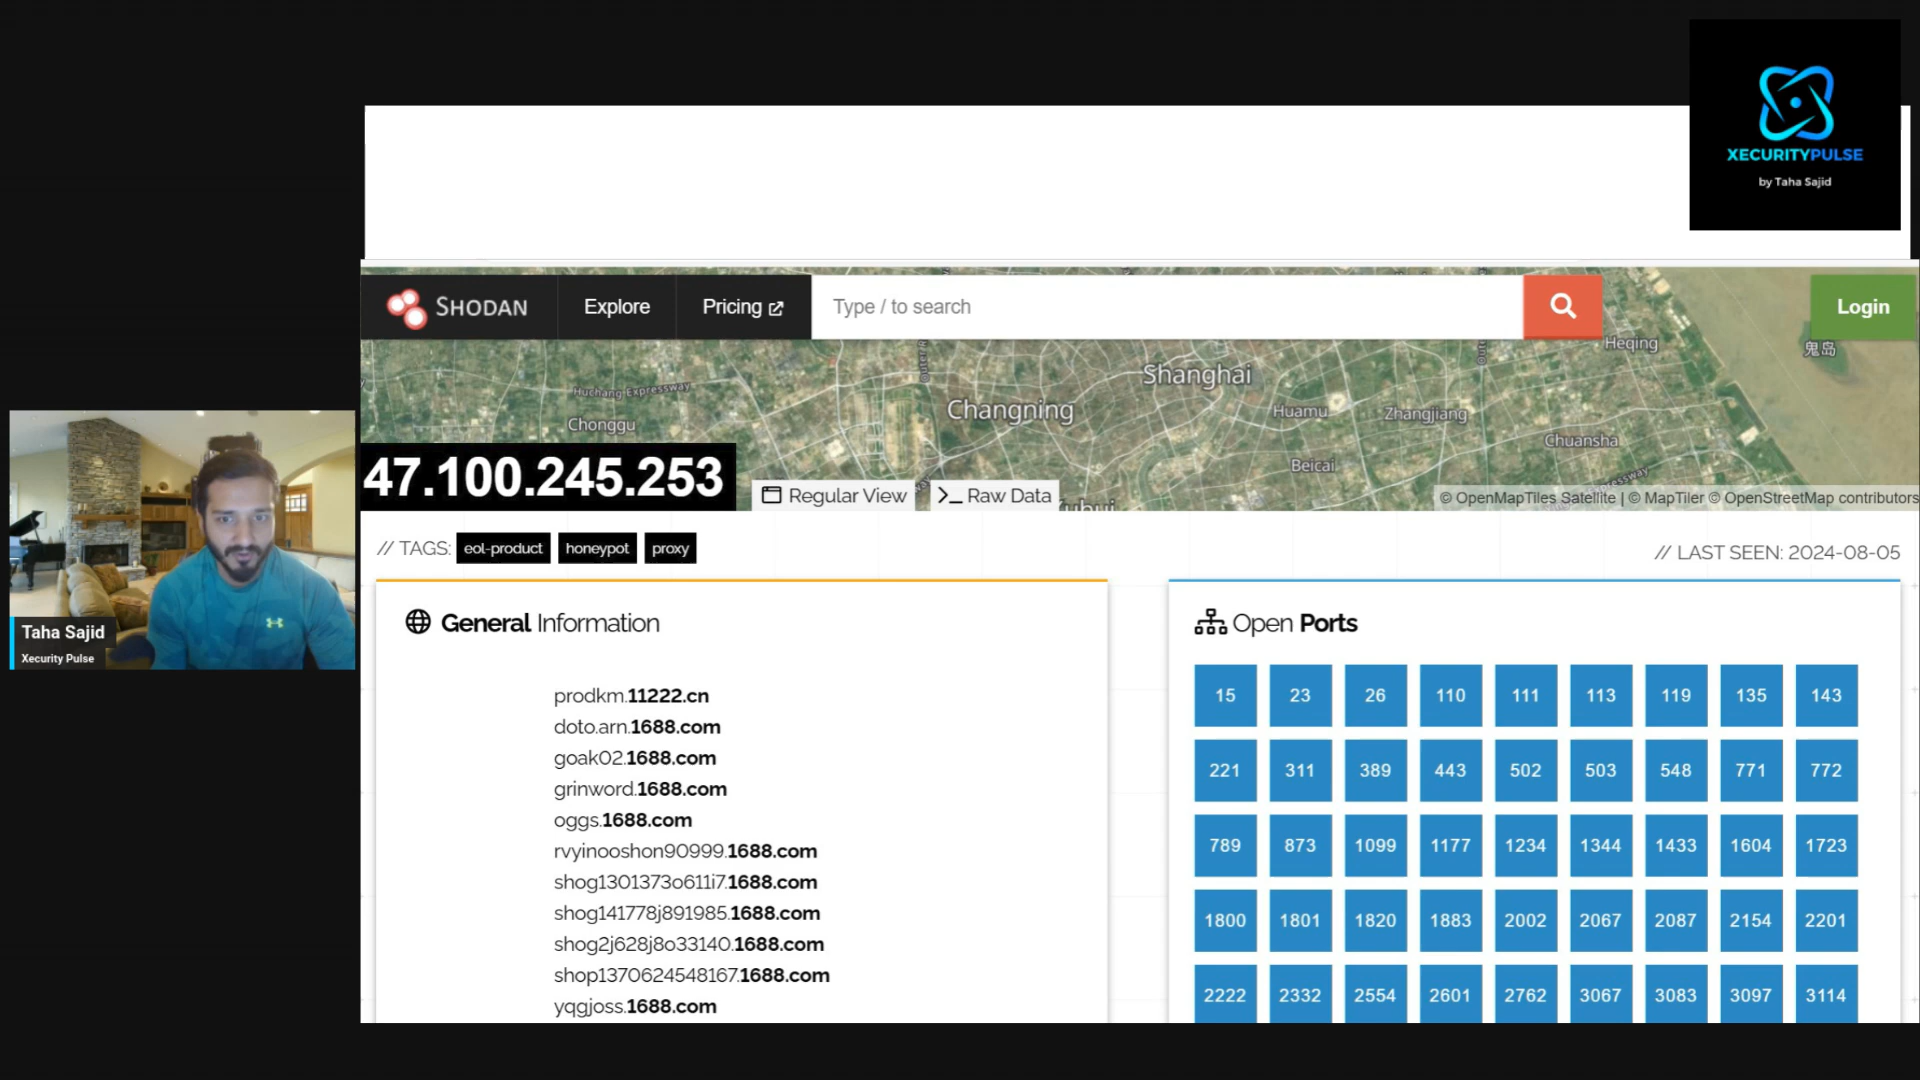 XECURITYPULSE
by Taha Sajid
SHODAN
Explore
Pricing
Type / to search
Login
Heqing
鬼岛
Shanghai
Huchang Expressway
Changning
Huamu
Zhangjiang
Chonggu
Chuansha
Beicai
47.100.245.253
Regular View
>_ Raw Data
© OpenMapTiles Satellite | © MapTiler © OpenStreetMap contributors
// TAGS: eol-product honeypot proxy
// LAST SEEN: 2024-08-05
General Information
prodkm.11222.cn
doto.arn.1688.com
goak02.1688.com
grinword.1688.com
oggs.1688.com
rvyinooshon90999.1688.com
shog1301373o611i7.1688.com
shog141778j891985.1688.com
shog2j628j8o33140.1688.com
shop1370624548167.1688.com
yqgjoss.1688.com
Open Ports
15 23 26 110 111 113 119 135 143
221 311 389 443 502 503 548 771 772
789 873 1099 1177 1234 1344 1433 1604 1723
1800 1801 1820 1883 2002 2067 2087 2154 2201
2222 2332 2554 2601 2762 3067 3083 3097 3114
Taha Sajid
Xecurity Pulse